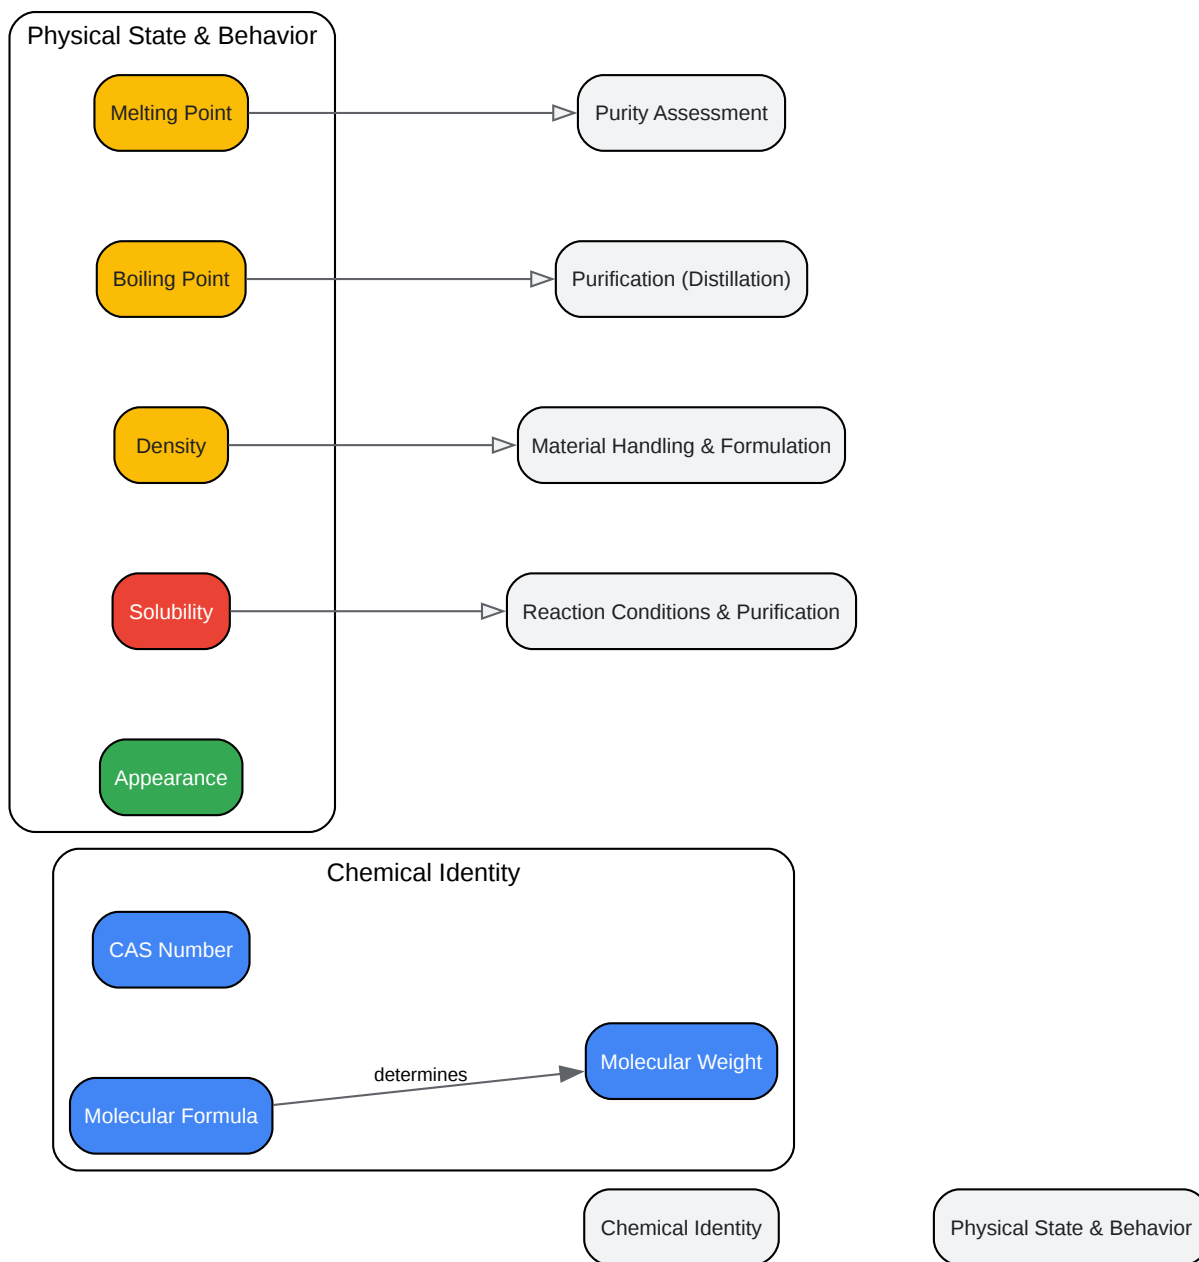 Physical State & Behavior
Melting Point
Purity Assessment
Boiling Point
Purification (Distillation)
Density
Material Handling & Formulation
Solubility
Reaction Conditions & Purification
Appearance
Chemical Identity
CAS Number
Molecular Weight
determines
Molecular Formula
Chemical Identity
Physical State & Behavior